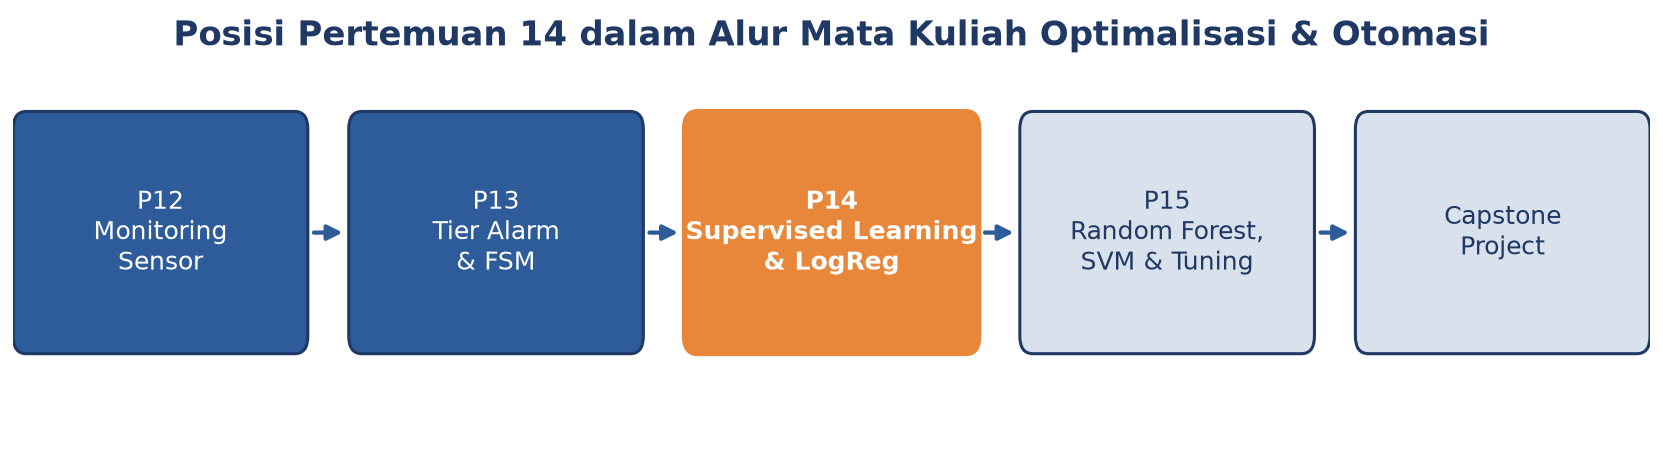 Posisi Pertemuan 14 dalam Alur Mata Kuliah Optimalisasi & Otomasi
P12
Monitoring
Sensor
P13
Tier Alarm
& FSM
P14
Supervised Learning
& LogReg
P15
Random Forest,
SVM & Tuning
Capstone
Project